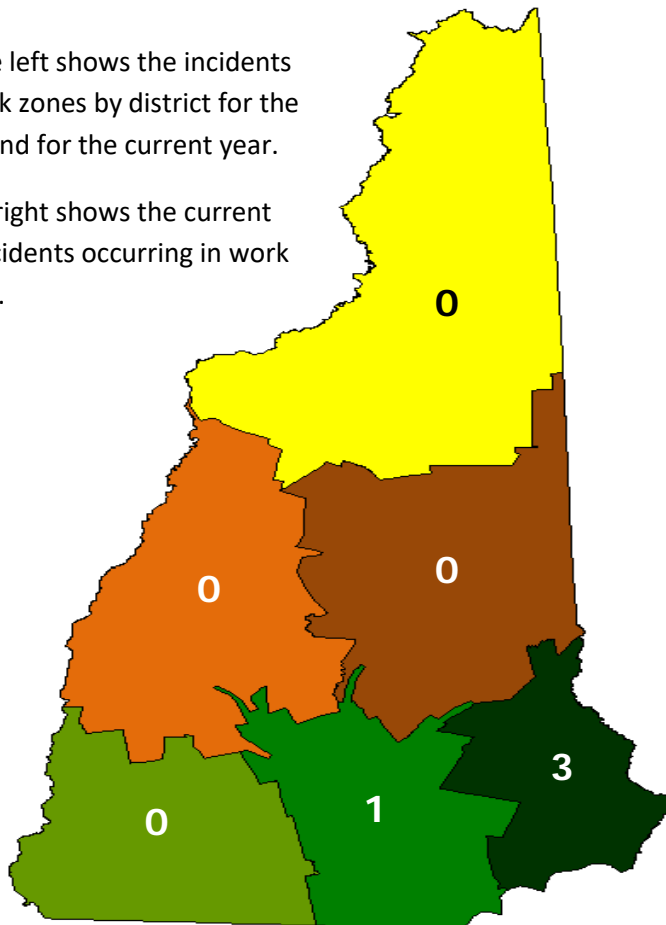 e left shows the incidents
k zones by district for the
nd for the current year.
right shows the current
cidents occurring in work
.
0
0
0
3
1
0